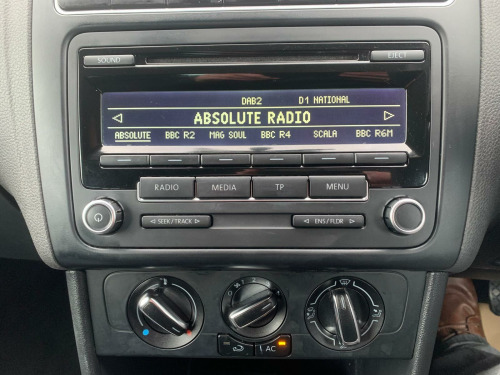 SOUND EJECT
DAB2 D1 NATIONAL
ABSOLUTE RADIO
ABSOLUTE BBC R2 MAG SOUL BBC R4 SCALA BBC R6M
RADIO MEDIA TP MENU
SEEK / TRACK ENS / FLDR
AC